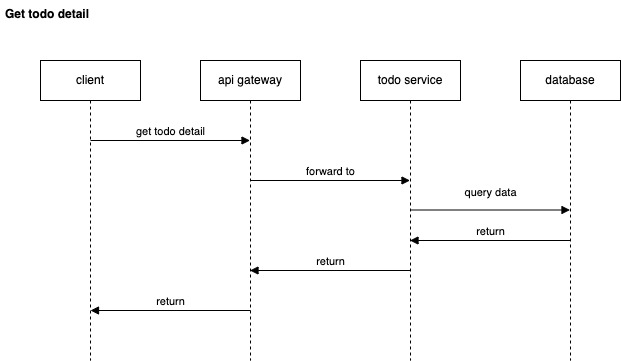 Get todo detail
client
api gateway
todo service
database
get todo detail
forward to
query data
return
return
return